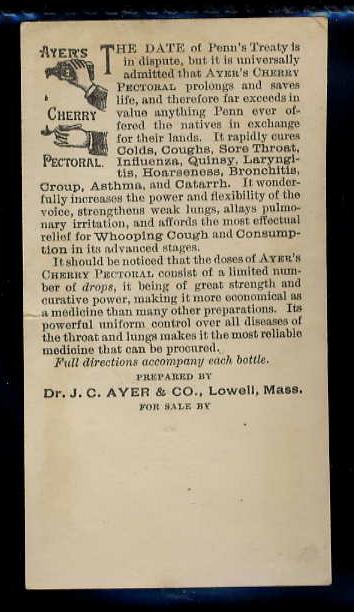 AYER'S
CHERRY
PECTORAL.
THE DATE of Penn's Treaty is
in dispute, but it is universally
admitted that AYER'S CHERRY
PECTORAL prolongs and saves
life, and therefore far exceeds in
value anything Penn ever of-
fered the natives in exchange
for their lands. It rapidly cures
Colds, Coughs, Sore Throat,
Influenza, Quinsy, Laryngi-
tis, Hoarseness, Bronchitis,
Croup, Asthma, and Catarrh. It wonder-
fully increases the power and flexibility of the
voice, strengthens weak lungs, allays pulmo-
nary irritation, and affords the most effectual
relief for Whooping Cough and Consump-
tion in its advanced stages.
It should be noticed that the doses of AYER'S
CHERRY PECTORAL consist of a limited num-
ber of drops, it being of great strength and
curative power, making it more economical as
a medicine than many other preparations. Its
powerful uniform control over all diseases of
the throat and lungs makes it the most reliable
medicine that can be procured.
Full directions accompany each bottle.
PREPARED BY
Dr. J. C. AYER & CO., Lowell, Mass.
FOR SALE BY